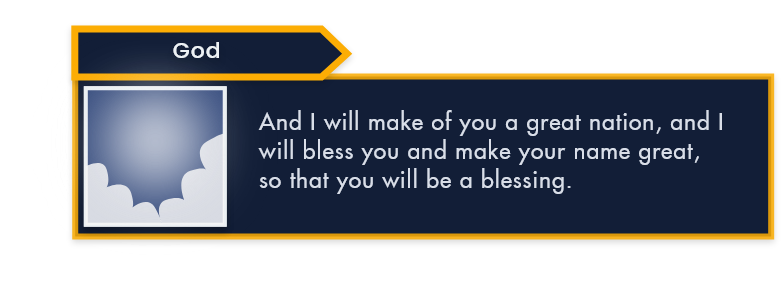 God
And I will make of you a great nation, and I
will bless you and make your name great,
so that you will be a blessing.